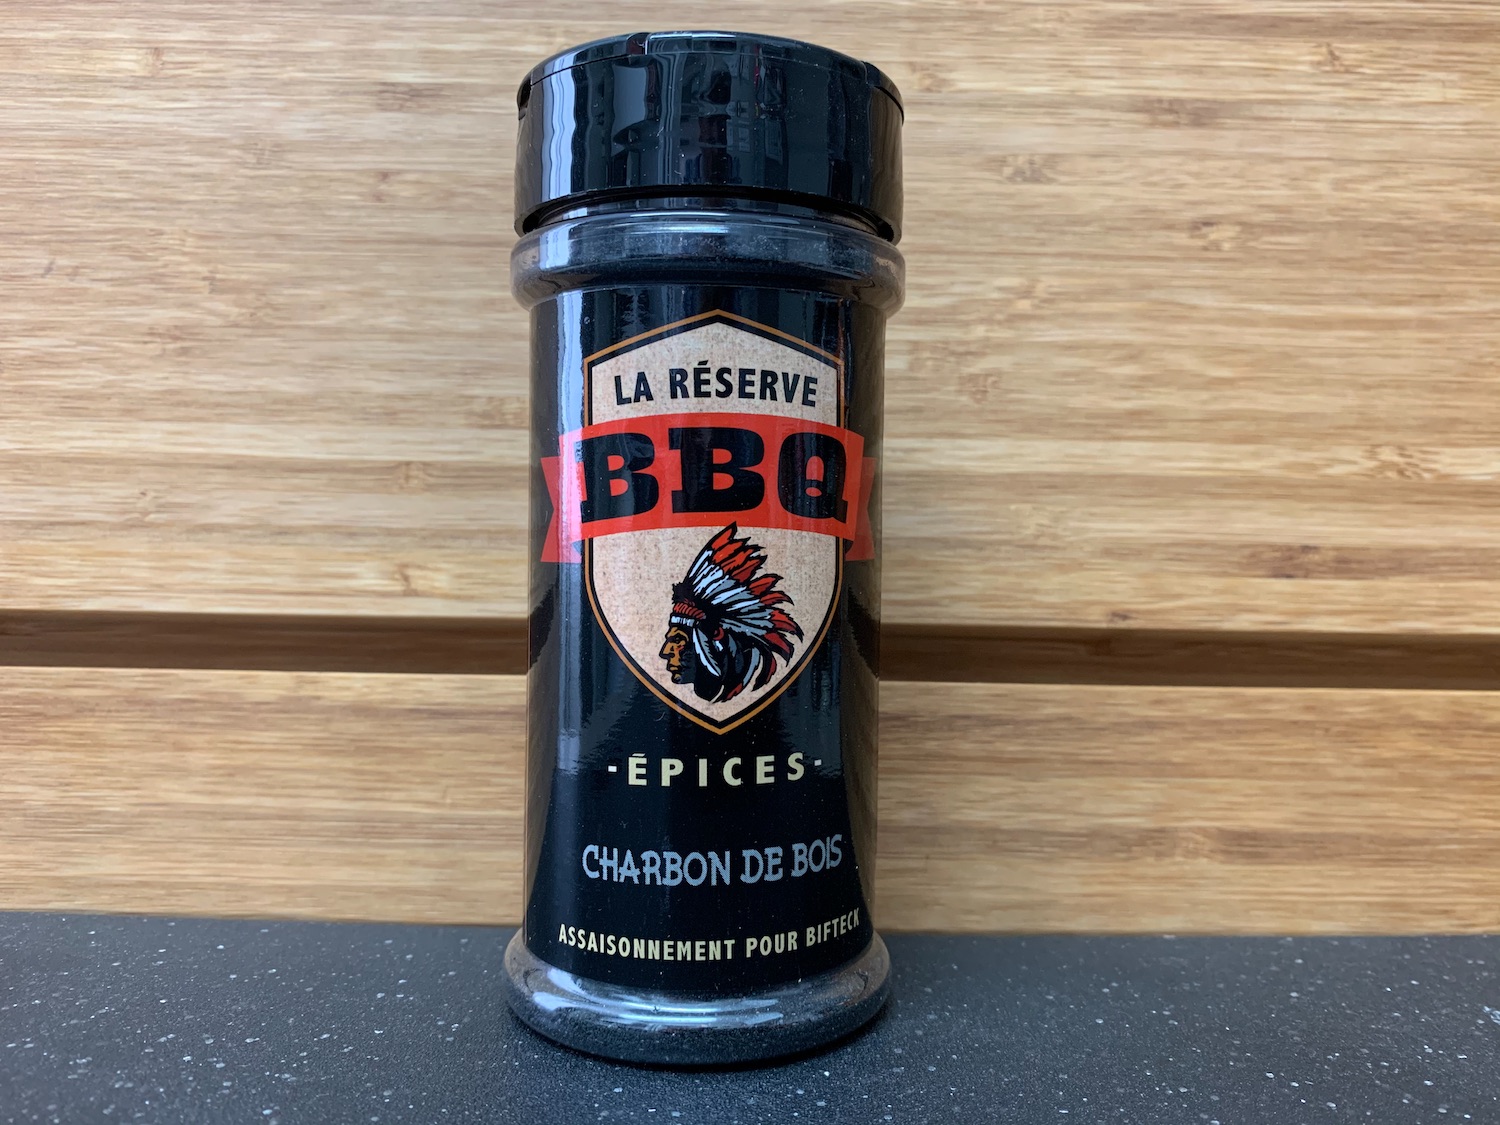 LA RÉSERVE
BBQ
-ÉPICES-
CHARBON DE BOIS
ASSAISONNEMENT POUR BIFTECK